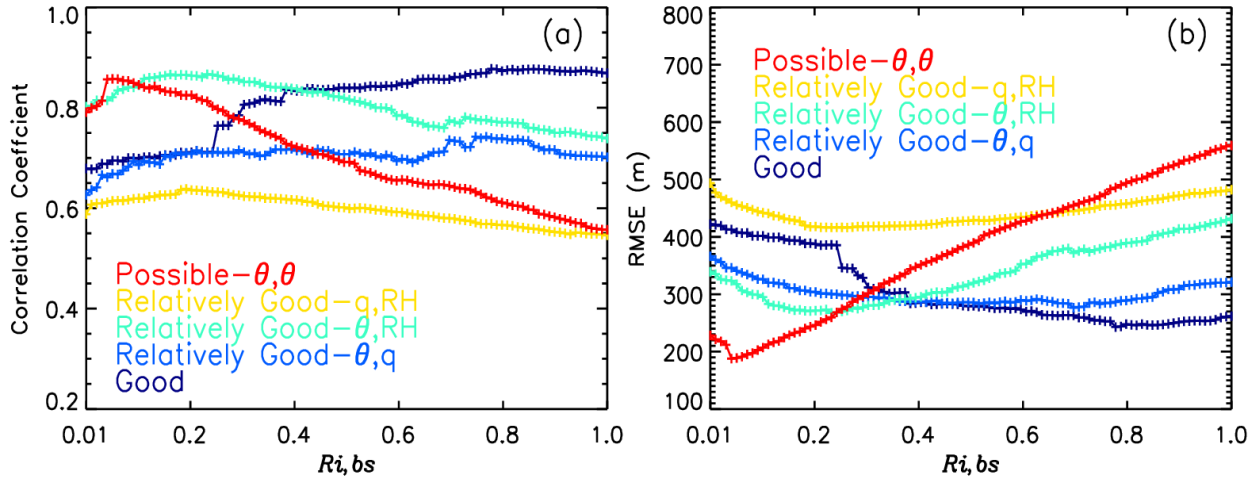 (a)
Correlation Coeffcient
1.0
0.8
0.6
0.4
0.2
Possible-θ,θ
Relatively Good-q,RH
Relatively Good-θ,RH
Relatively Good-θ,q
Good
0.01 0.2 0.4 0.6 0.8 1.0
Ri,bs
(b)
RMSE (m)
800
700
600
500
400
300
200
100
Possible-θ,θ
Relatively Good-q,RH
Relatively Good-θ,RH
Relatively Good-θ,q
Good
0.01 0.2 0.4 0.6 0.8 1.0
Ri,bs